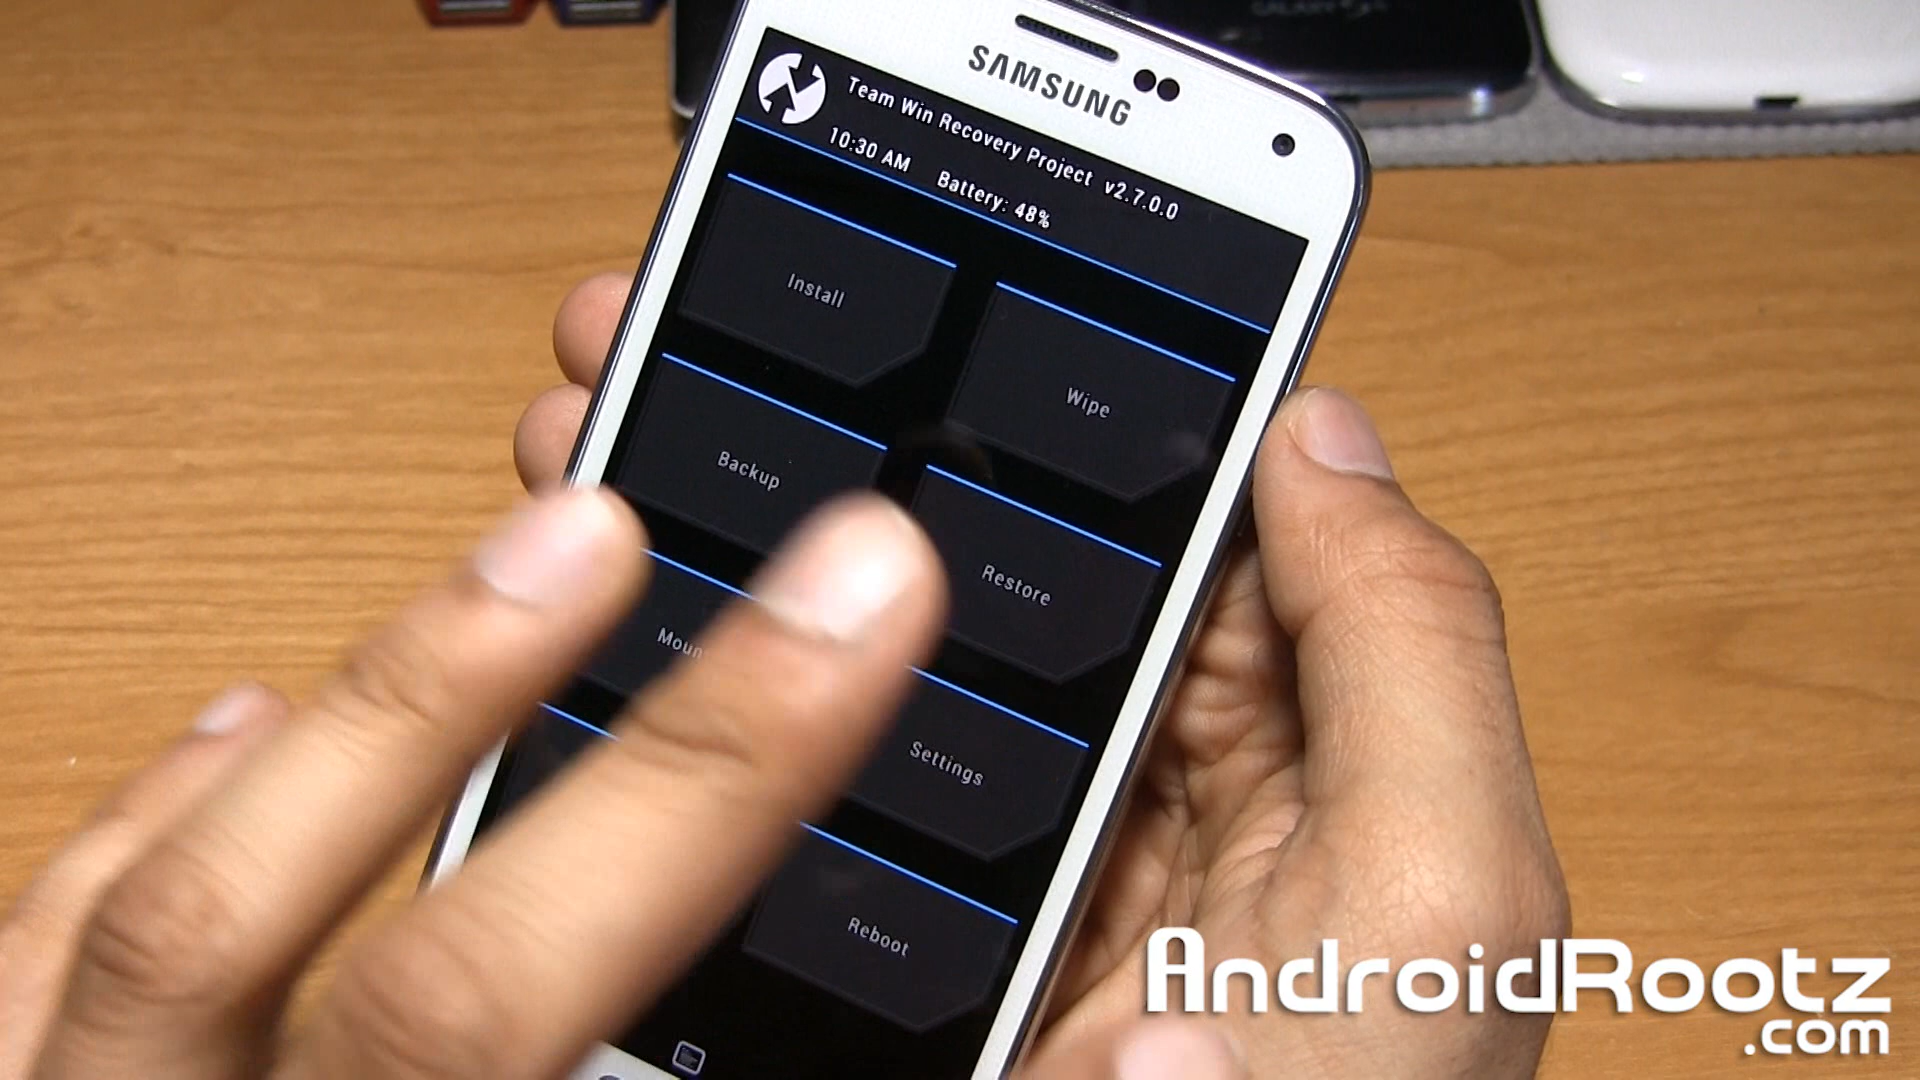 GALAXY S
SAMSUNG
Team Win Recovery Project v2.7.0.0
10:30 AM Battery: 48%
Install
Wipe
Backup
Restore
Settings
Reboot
AndroidRootz
.com